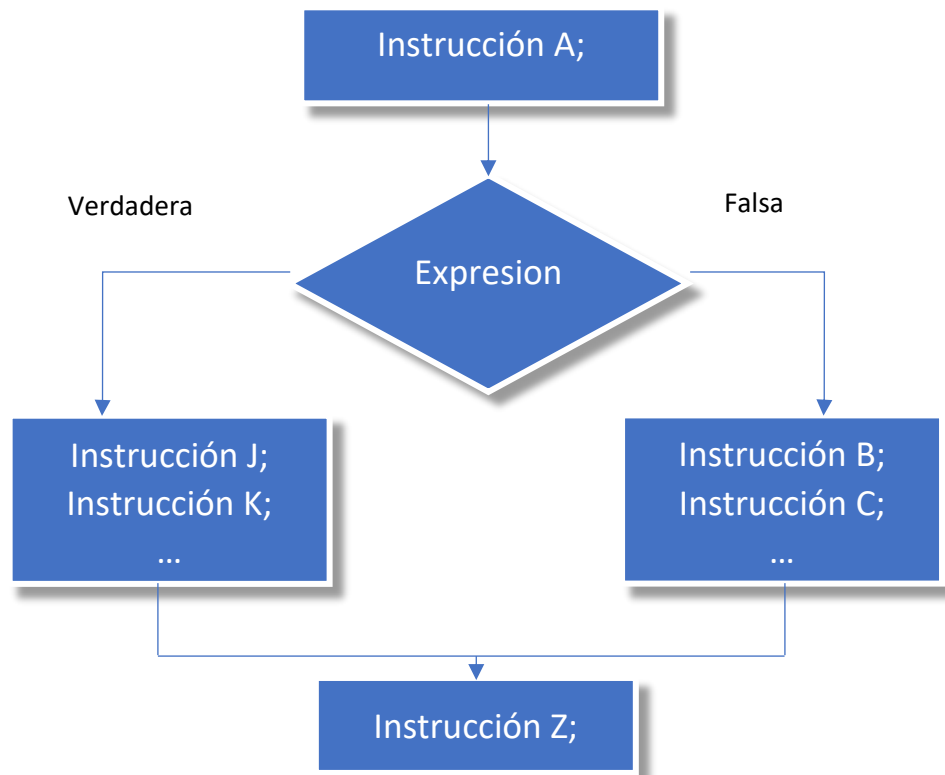 Instrucción A;
Verdadera
Falsa
Expresion
Instrucción J;
Instrucción K;
...
Instrucción B;
Instrucción C;
...
Instrucción Z;